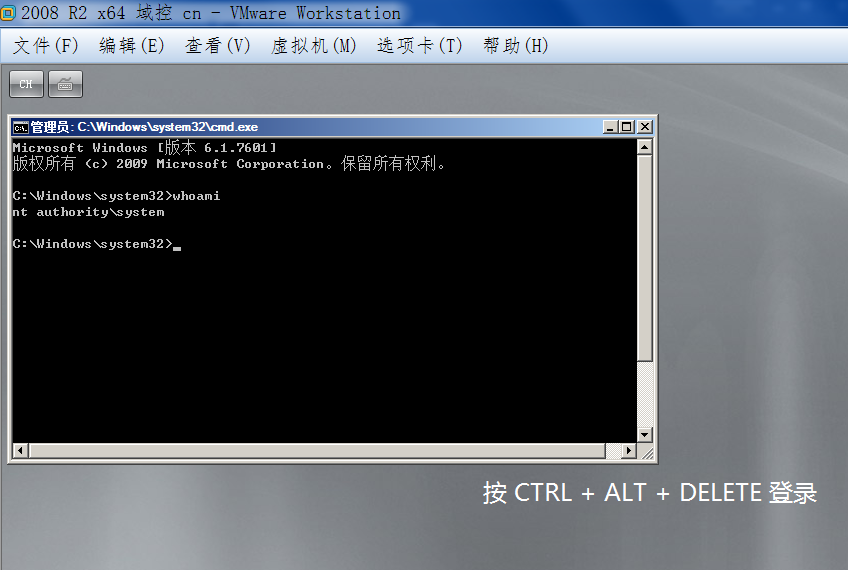 2008 R2 x64 域控 cn - VMware Workstation
文件(F) 编辑(E) 查看(V) 虚拟机(M) 选项卡(T) 帮助(H)
CH
管理员: C:\Windows\system32\cmd.exe
Microsoft Windows [版本 6.1.7601]
版权所有 (c) 2009 Microsoft Corporation。保留所有权利。
C:\Windows\system32>whoami
nt authority\system
C:\Windows\system32>_
按 CTRL + ALT + DELETE 登录